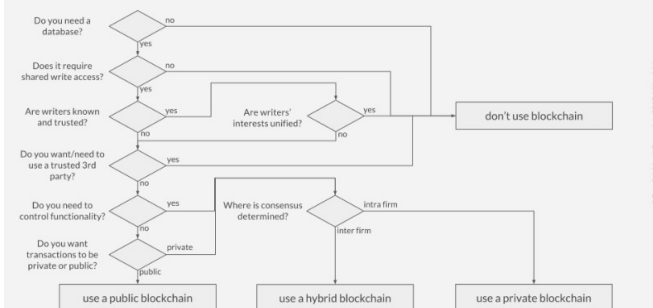 Do you need a
database?
no
yes
Does it require
shared write access?
no
yes
Are writers known
and trusted?
yes
no
Are writers'
interests unified?
yes
no
don't use blockchain
Do you want/need to
use a trusted 3rd
party?
yes
no
Do you need to
control functionality?
yes
no
Where is consensus
determined?
intra firm
inter firm
Do you want
transactions to be
private or public?
private
public
use a public blockchain
use a hybrid blockchain
use a private blockchain